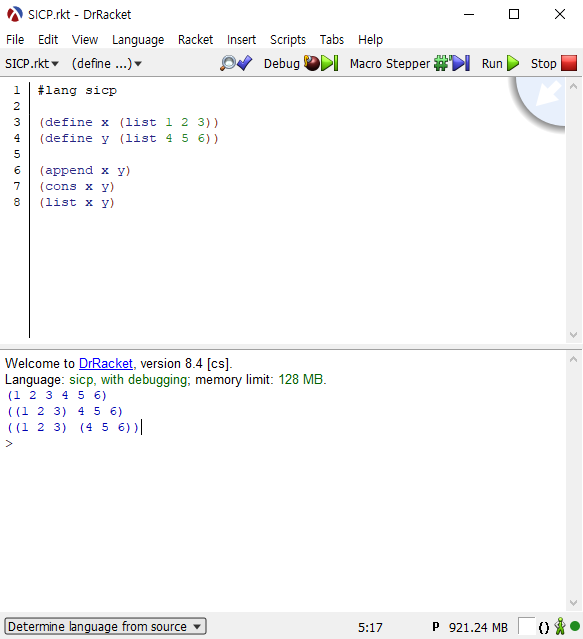 SICP.rkt - DrRacket
File Edit View Language Racket Insert Scripts Tabs Help
SICP.rkt▾ (define ...)▾ Debug Macro Stepper Run Stop
1 #lang sicp
2
3 (define x (list 1 2 3))
4 (define y (list 4 5 6))
5
6 (append x y)
7 (cons x y)
8 (list x y)
Welcome to DrRacket, version 8.4 [cs].
Language: sicp, with debugging; memory limit: 128 MB.
(1 2 3 4 5 6)
((1 2 3) 4 5 6)
((1 2 3) (4 5 6))
>
Determine language from source ▾ 5:17 P 921.24 MB ()